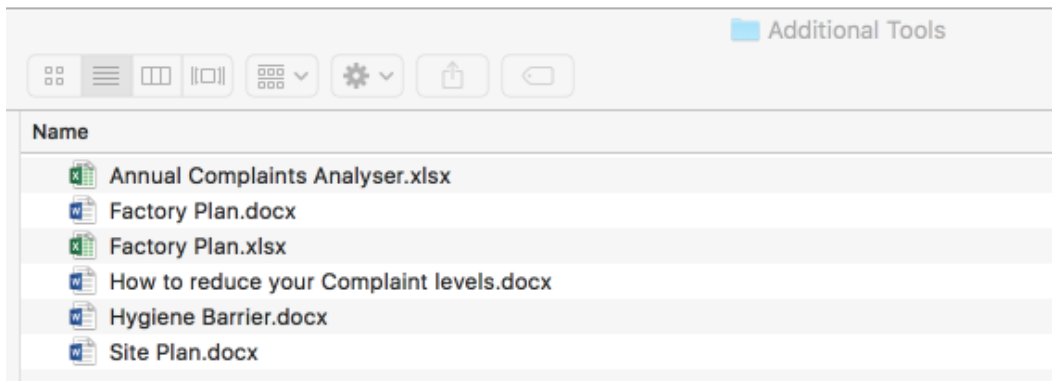 Additional Tools
Name
Annual Complaints Analyser.xlsx
Factory Plan.docx
Factory Plan.xlsx
How to reduce your Complaint levels.docx
Hygiene Barrier.docx
Site Plan.docx